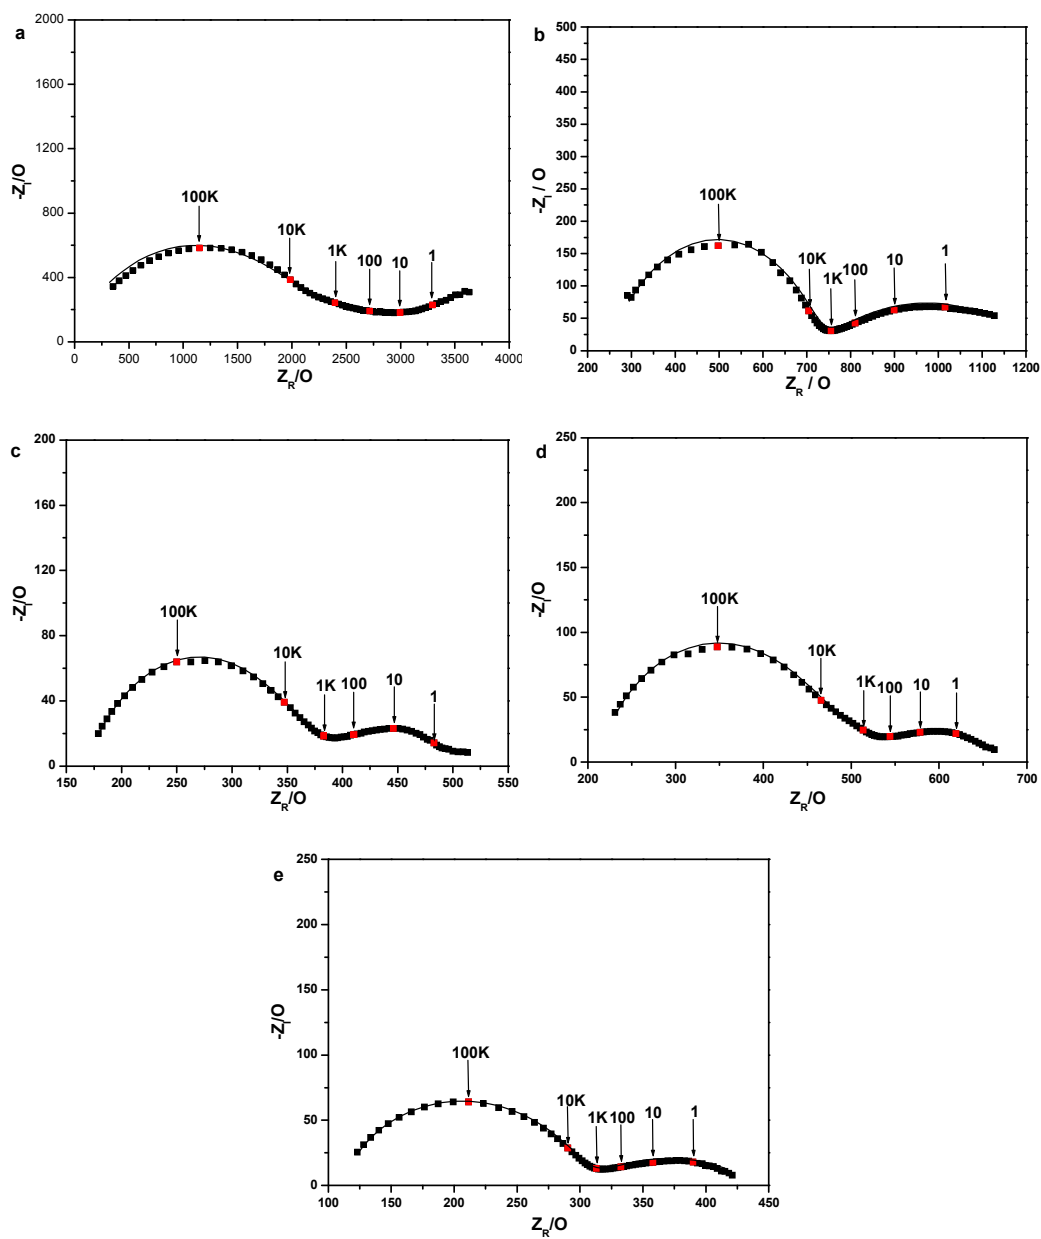 a
2000
1600
1200
800
400
0
-Z_I/O
100K
10K
1K
100
10
1
0 500 1000 1500 2000 2500 3000 3500 4000
Z_R/O
b
500
450
400
350
300
250
200
150
100
50
0
-Z_I / O
100K
10K
1K
100
10
1
200 300 400 500 600 700 800 900 1000 1100 1200
Z_R / O
c
200
160
120
80
40
0
-Z_I/O
100K
10K
1K
100
10
1
150 200 250 300 350 400 450 500 550
Z_R/O
d
250
200
150
100
50
0
-Z_I/O
100K
10K
1K
100
10
1
200 300 400 500 600 700
Z_R/O
e
250
200
150
100
50
0
-Z_I/O
100K
10K
1K
100
10
1
100 150 200 250 300 350 400 450
Z_R/O